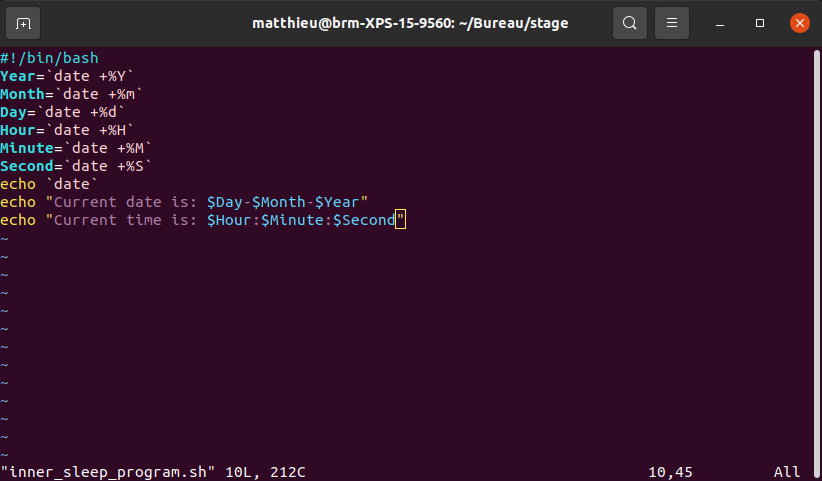 matthieu@brm-XPS-15-9560: ~/Bureau/stage
#!/bin/bash
Year=`date +%Y`
Month=`date +%m`
Day=`date +%d`
Hour=`date +%H`
Minute=`date +%M`
Second=`date +%S`
echo `date`
echo "Current date is: $Day-$Month-$Year"
echo "Current time is: $Hour:$Minute:$Second"
~
~
~
~
~
~
~
~
~
~
~
~
~
"inner_sleep_program.sh" 10L, 212C 10,45 All